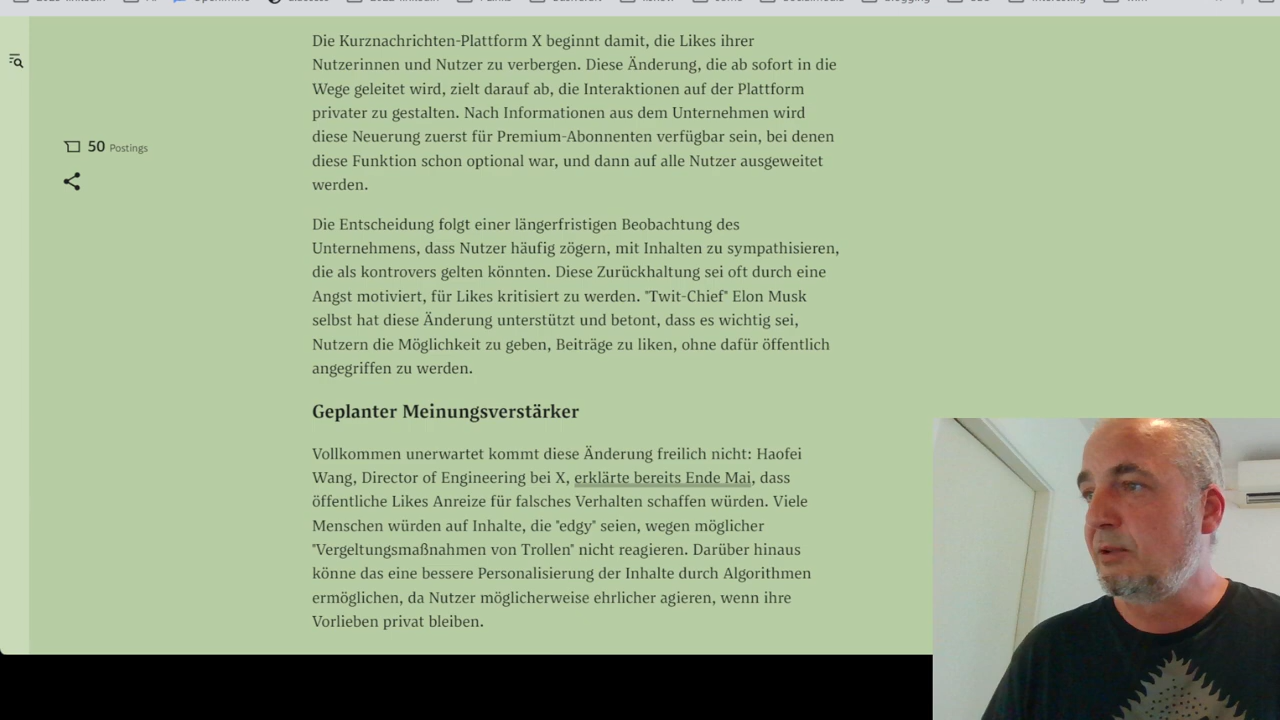 50 Postings
Die Kurznachrichten-Plattform X beginnt damit, die Likes ihrer
Nutzerinnen und Nutzer zu verbergen. Diese Änderung, die ab sofort in die
Wege geleitet wird, zielt darauf ab, die Interaktionen auf der Plattform
privater zu gestalten. Nach Informationen aus dem Unternehmen wird
diese Neuerung zuerst für Premium-Abonnenten verfügbar sein, bei denen
diese Funktion schon optional war, und dann auf alle Nutzer ausgeweitet
werden.
Die Entscheidung folgt einer längerfristigen Beobachtung des
Unternehmens, dass Nutzer häufig zögern, mit Inhalten zu sympathisieren,
die als kontrovers gelten könnten. Diese Zurückhaltung sei oft durch eine
Angst motiviert, für Likes kritisiert zu werden. "Twit-Chief" Elon Musk
selbst hat diese Änderung unterstützt und betont, dass es wichtig sei,
Nutzern die Möglichkeit zu geben, Beiträge zu liken, ohne dafür öffentlich
angegriffen zu werden.
Geplanter Meinungsverstärker
Vollkommen unerwartet kommt diese Änderung freilich nicht: Haofei
Wang, Director of Engineering bei X, erklärte bereits Ende Mai, dass
öffentliche Likes Anreize für falsches Verhalten schaffen würden. Viele
Menschen würden auf Inhalte, die "edgy" seien, wegen möglicher
"Vergeltungsmaßnahmen von Trollen" nicht reagieren. Darüber hinaus
könne das eine bessere Personalisierung der Inhalte durch Algorithmen
ermöglichen, da Nutzer möglicherweise ehrlicher agieren, wenn ihre
Vorlieben privat bleiben.